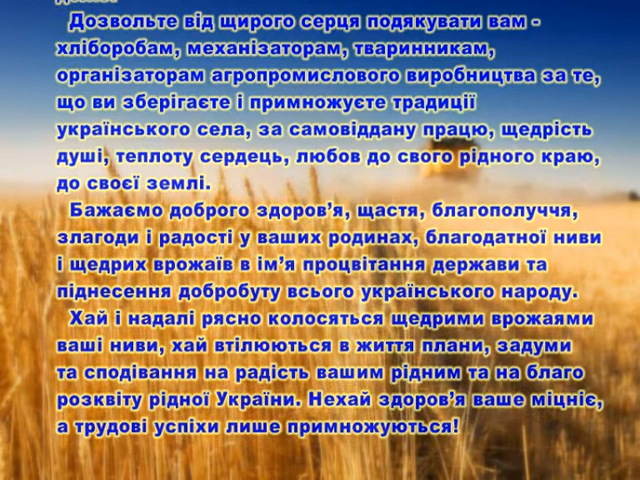 Дозвольте від щирого серця подякувати вам -
хліборобам, механізаторам, тваринникам,
організаторам агропромислового виробництва за те,
що ви зберігаєте і примножуєте традиції
українського села, за самовіддану працю, щедрість
душі, теплоту сердець, любов до свого рідного краю,
до своєї землі.
Бажаємо доброго здоров’я, щастя, благополуччя,
злагоди і радості у ваших родинах, благодатної ниви
і щедрих врожаїв в ім’я процвітання держави та
піднесення добробуту всього українського народу.
Хай і надалі рясно колосяться щедрими врожаями
ваші ниви, хай втілюються в життя плани, задуми
та сподівання на радість вашим рідним та на благо
розквіту рідної України. Нехай здоров’я ваше міцніє,
а трудові успіхи лише примножуються!